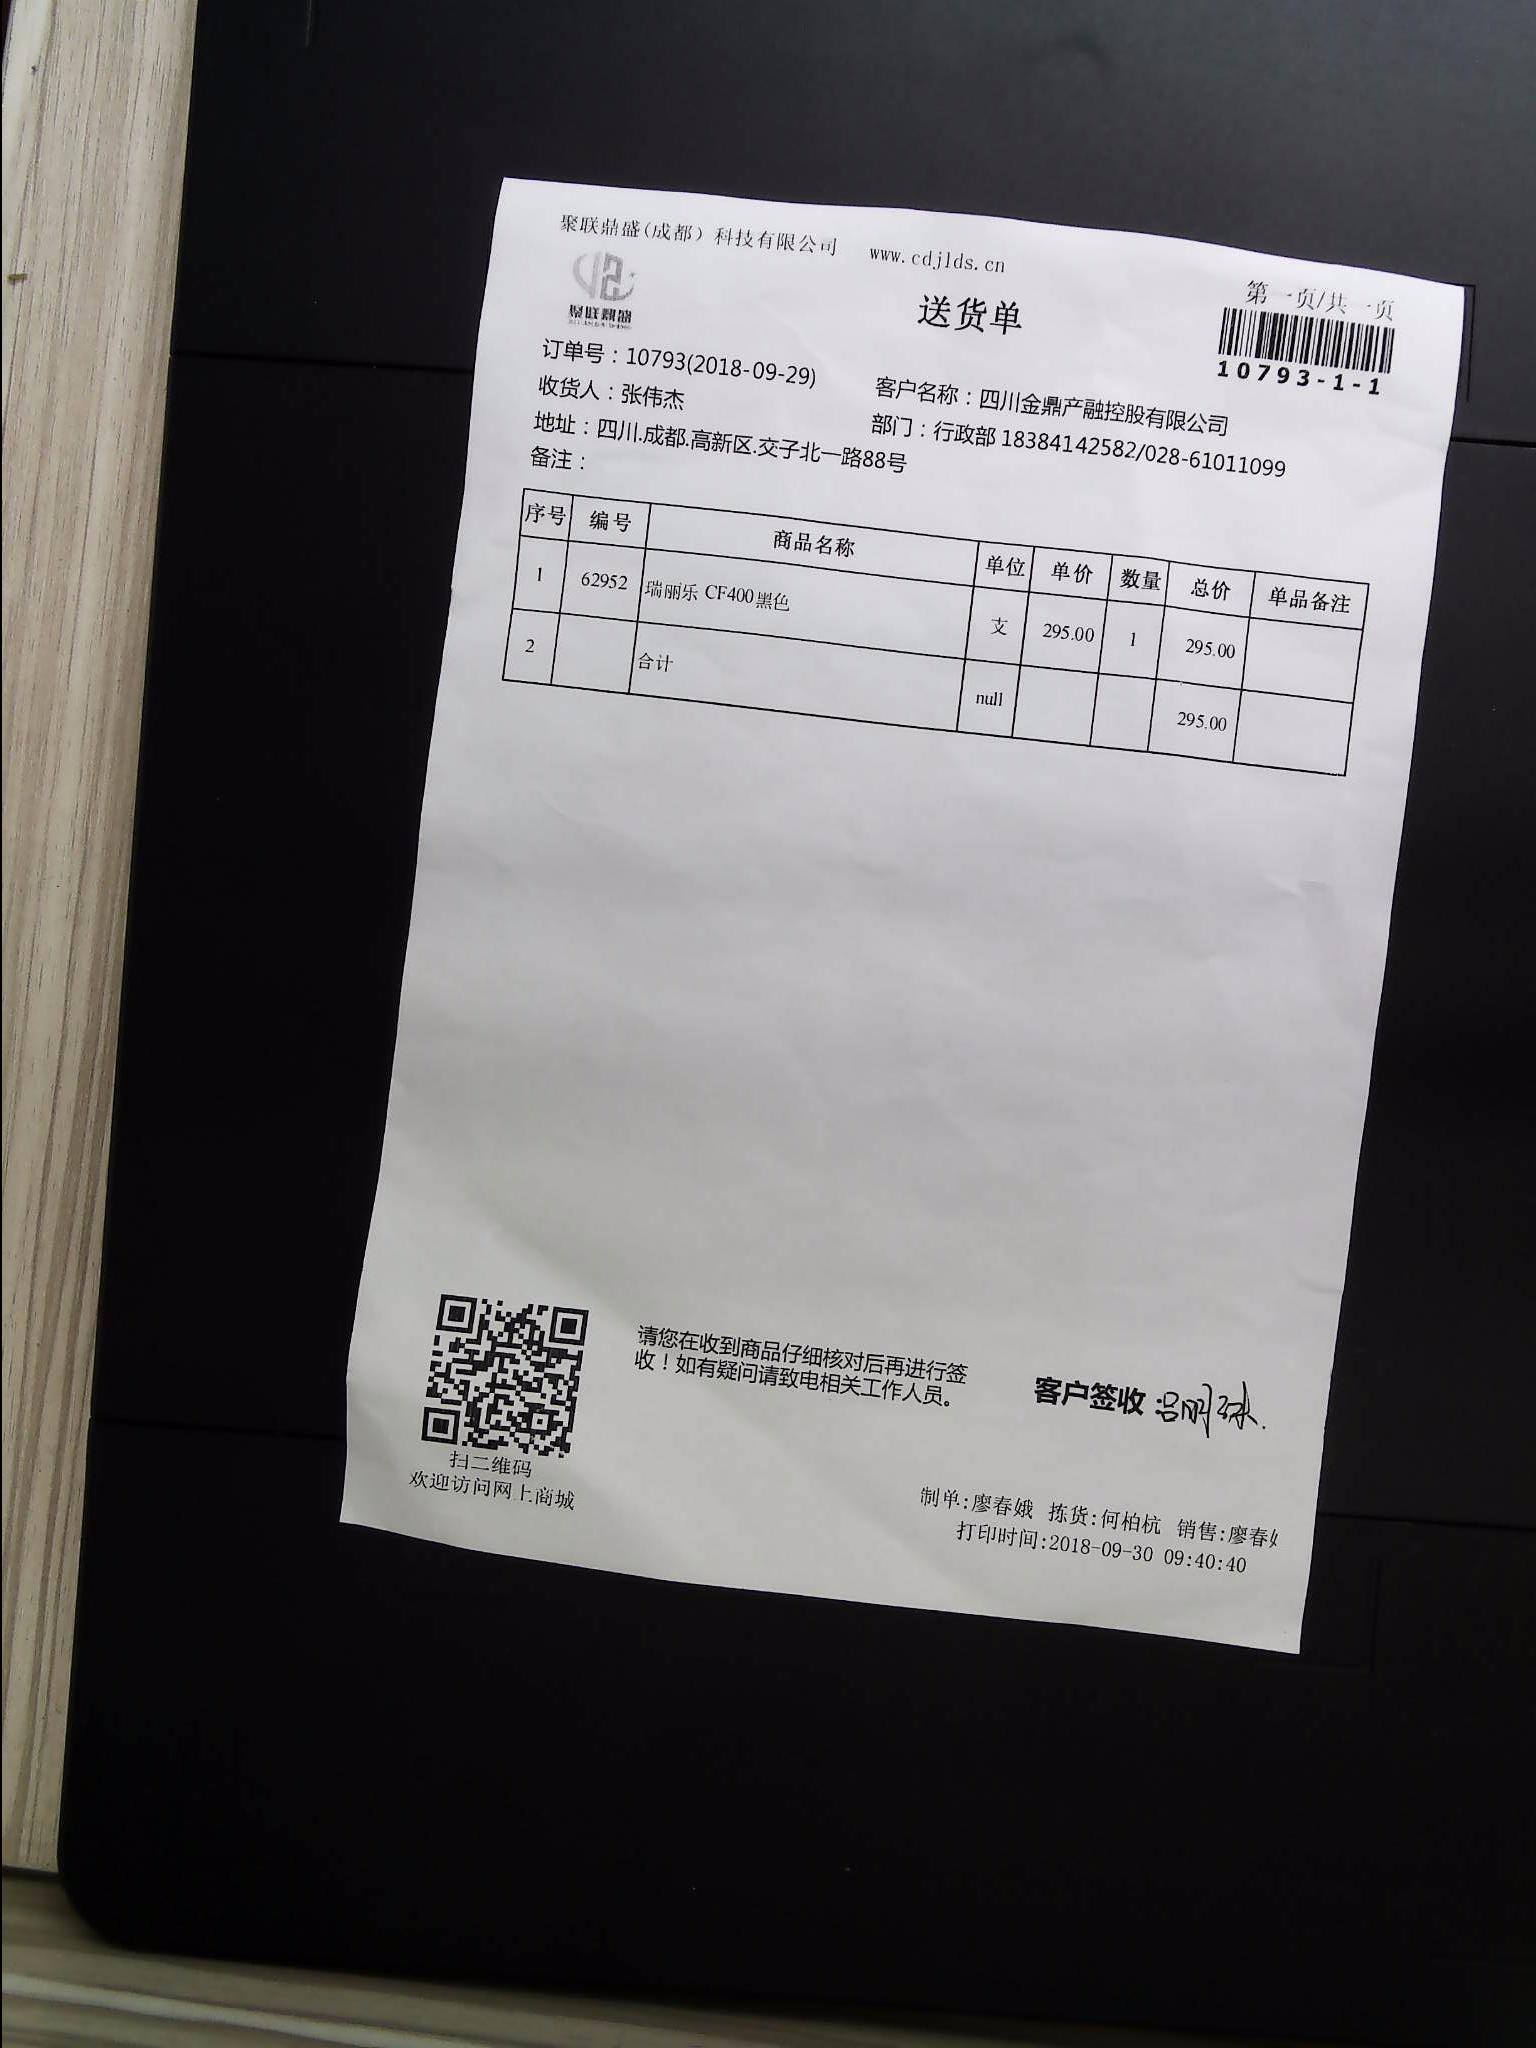 聚联鼎盛(成都）科技有限公司 www.cdjlds.cn
聚联鼎盛
送货单
第一页/共一页
10793-1-1
订单号：10793(2018-09-29)
客户名称：四川金鼎产融控股有限公司
收货人：张伟杰
部门：行政部 18384142582/028-61011099
地址：四川.成都.高新区.交子北一路88号
备注：
序号 编号 商品名称 单位 单价 数量 总价 单品备注
1 62952 瑞丽乐 CF400黑色 支 295.00 1 295.00
2 合计 null 295.00
请您在收到商品仔细核对后再进行签
收！如有疑问请致电相关工作人员。
客户签收
扫二维码
欢迎访问网上商城
制单:廖春娥 拣货:何柏杭 销售:廖春
打印时间:2018-09-30 09:40:40